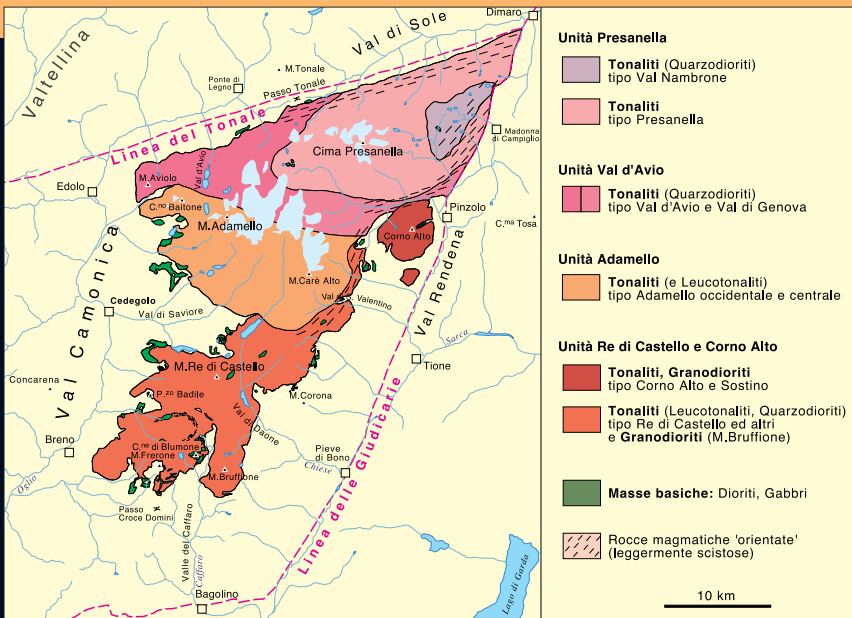 Dimaro
Val di Sole
Valtellina
M.Tonale
Ponte di
Legno
Passo Tonale
Linea del Tonale
Cima Presanella
Madonna
di Campiglio
Val d'Avio
M.Aviolo
Edolo
C.no Baitone
Pinzolo
M.Adamello
Corno Alto
C.ma Tosa
M.Carè Alto
Val Camonica
Val S. Valentino
Val Rendena
Cedegolo
Val di Saviore
Sarca
M.Re di Castello
Tione
Concarena
P.zo Badile
M.Corona
Val di Daone
Breno
C.ne di Blumone
M.Frerone
Pieve
di Bono
Chiese
M.Bruffione
Oglio
Linea delle Giudicarie
Passo
Croce Domini
Valle del Caffaro
Caffaro
Lago di Garda
Bagolino
Unità Presanella
Tonaliti (Quarzodioriti)
tipo Val Nambrone
Tonaliti
tipo Presanella
Unità Val d'Avio
Tonaliti (Quarzodioriti)
tipo Val d'Avio e Val di Genova
Unità Adamello
Tonaliti (e Leucotonaliti)
tipo Adamello occidentale e centrale
Unità Re di Castello e Corno Alto
Tonaliti, Granodioriti
tipo Corno Alto e Sostino
Tonaliti (Leucotonaliti, Quarzodioriti)
tipo Re di Castello ed altri
e Granodioriti (M.Bruffione)
Masse basiche: Dioriti, Gabbri
Rocce magmatiche 'orientate'
(leggermente scistose)
10 km